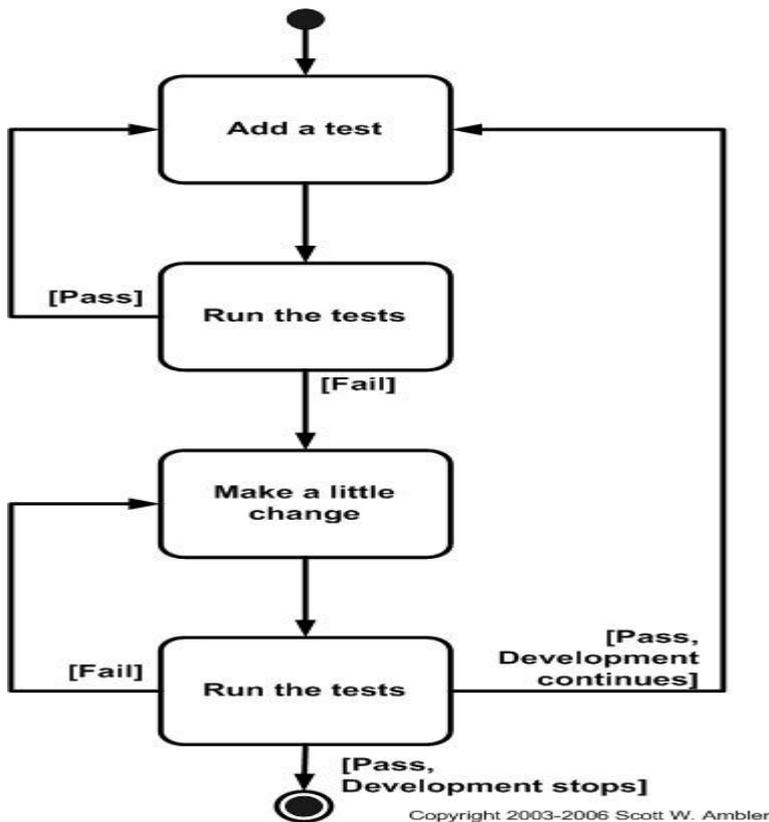 Add a test
[Pass]
Run the tests
[Fail]
Make a little
change
[Fail]
Run the tests
[Pass,
Development
continues]
[Pass,
Development stops]
Copyright 2003-2006 Scott W. Ambler